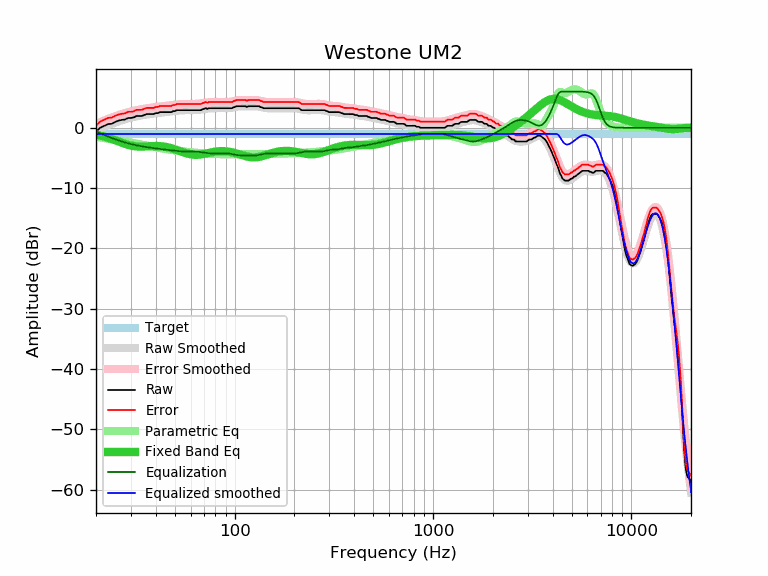 Westone UM2
Amplitude (dBr)
0
−10
−20
−30
−40
−50
−60
Target
Raw Smoothed
Error Smoothed
Raw
Error
Parametric Eq
Fixed Band Eq
Equalization
Equalized smoothed
100 1000 10000
Frequency (Hz)